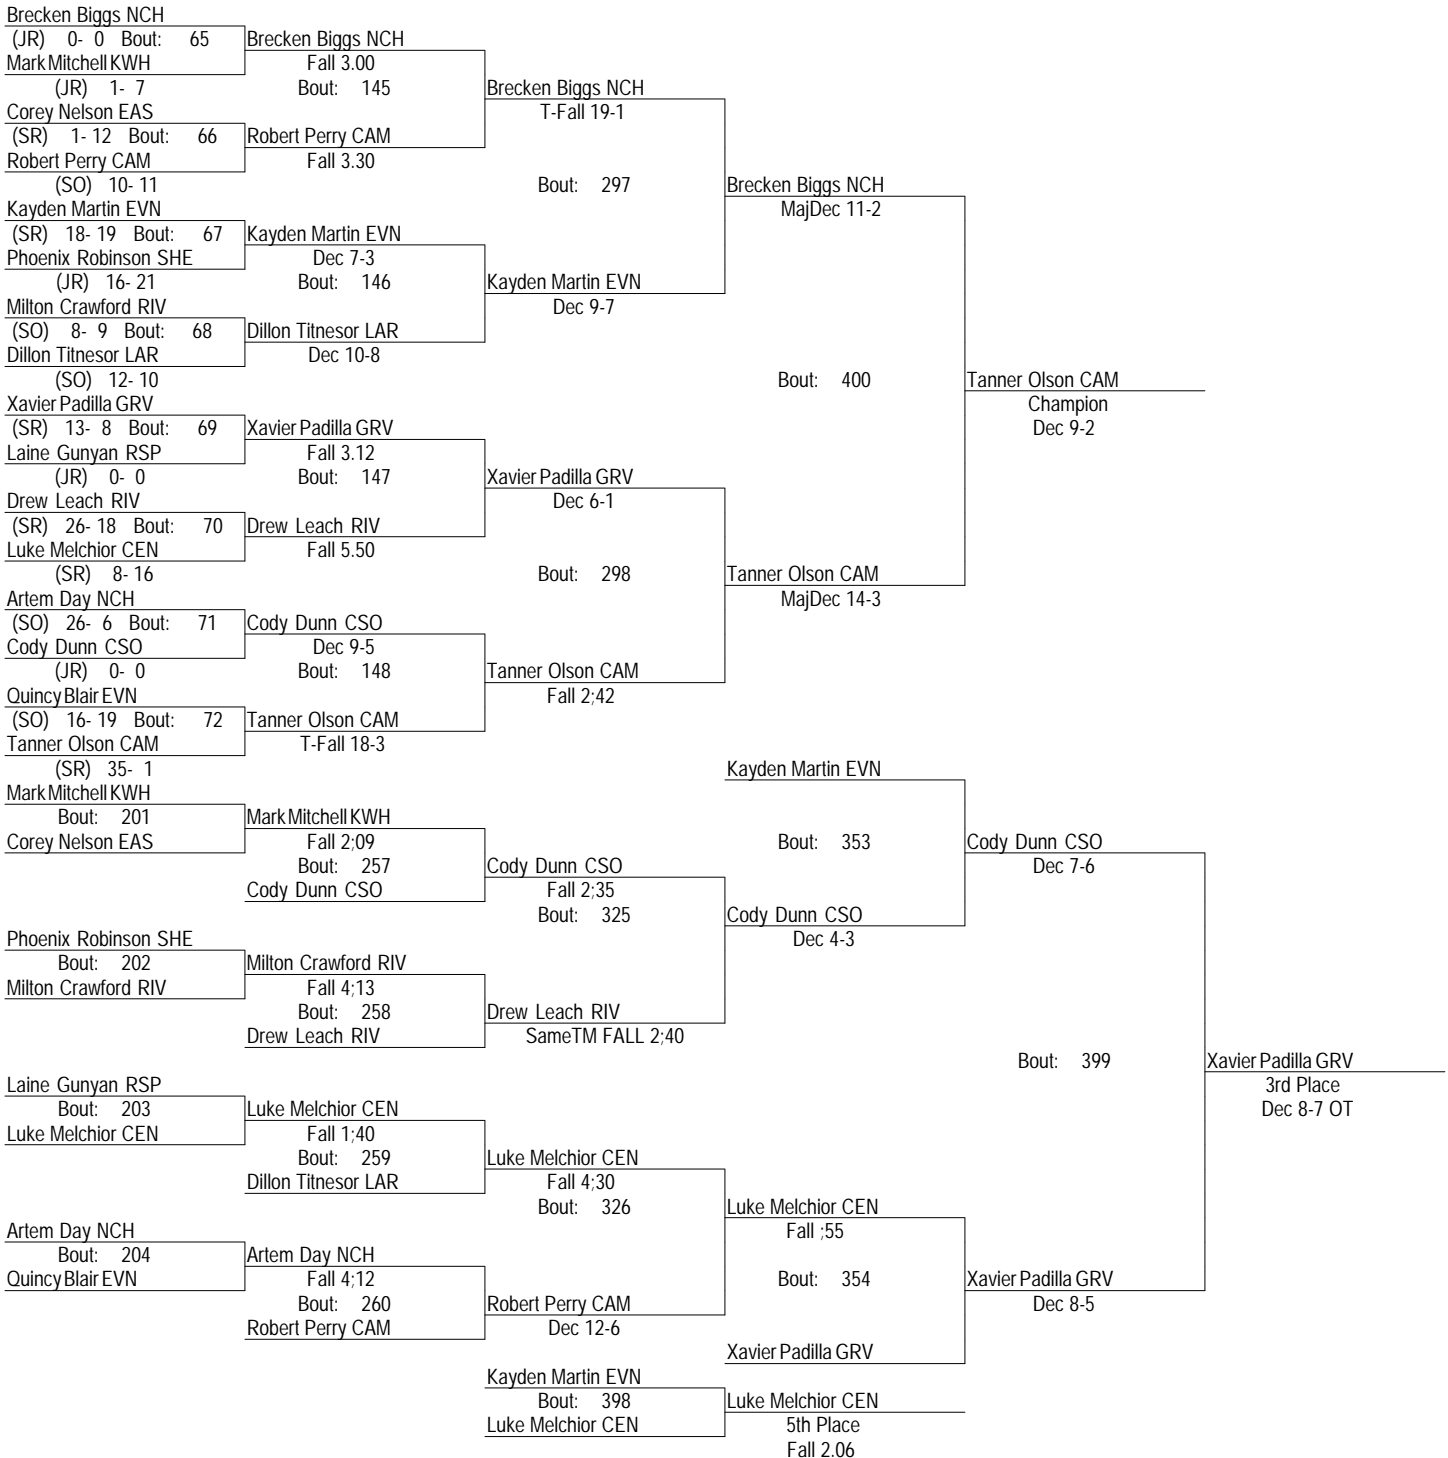 Brecken Biggs NCH
(JR) 0- 0 Bout: 65 Brecken Biggs NCH
Mark Mitchell KWH Fall 3.00
(JR) 1- 7 Bout: 145 Brecken Biggs NCH
Corey Nelson EAS T-Fall 19-1
(SR) 1- 12 Bout: 66 Robert Perry CAM
Robert Perry CAM Fall 3.30
(SO) 10- 11 Bout: 297 Brecken Biggs NCH
Kayden Martin EVN MajDec 11-2
(SR) 18- 19 Bout: 67 Kayden Martin EVN
Phoenix Robinson SHE Dec 7-3
(JR) 16- 21 Bout: 146 Kayden Martin EVN
Milton Crawford RIV Dec 9-7
(SO) 8- 9 Bout: 68 Dillon Titnesor LAR
Dillon Titnesor LAR Dec 10-8
(SO) 12- 10 Bout: 400 Tanner Olson CAM
Xavier Padilla GRV Champion
(SR) 13- 8 Bout: 69 Xavier Padilla GRV Dec 9-2
Laine Gunyan RSP Fall 3.12
(JR) 0- 0 Bout: 147 Xavier Padilla GRV
Drew Leach RIV Dec 6-1
(SR) 26- 18 Bout: 70 Drew Leach RIV
Luke Melchior CEN Fall 5.50
(SR) 8- 16 Bout: 298 Tanner Olson CAM
Artem Day NCH MajDec 14-3
(SO) 26- 6 Bout: 71 Cody Dunn CSO
Cody Dunn CSO Dec 9-5
(JR) 0- 0 Bout: 148 Tanner Olson CAM
Quincy Blair EVN Fall 2;42
(SO) 16- 19 Bout: 72 Tanner Olson CAM
Tanner Olson CAM T-Fall 18-3
(SR) 35- 1 Kayden Martin EVN
Mark Mitchell KWH
Bout: 201 Mark Mitchell KWH
Corey Nelson EAS Fall 2;09 Bout: 353 Cody Dunn CSO
Bout: 257 Cody Dunn CSO Dec 7-6
Cody Dunn CSO Fall 2;35
Bout: 325 Cody Dunn CSO
Phoenix Robinson SHE Dec 4-3
Bout: 202 Milton Crawford RIV
Milton Crawford RIV Fall 4;13
Bout: 258 Drew Leach RIV
Drew Leach RIV SameTM FALL 2;40
Bout: 399 Xavier Padilla GRV
Laine Gunyan RSP 3rd Place
Bout: 203 Luke Melchior CEN Dec 8-7 OT
Luke Melchior CEN Fall 1;40
Bout: 259 Luke Melchior CEN
Dillon Titnesor LAR Fall 4;30
Bout: 326 Luke Melchior CEN
Artem Day NCH Fall ;55
Bout: 204 Artem Day NCH
Quincy Blair EVN Fall 4;12 Bout: 354 Xavier Padilla GRV
Bout: 260 Robert Perry CAM Dec 8-5
Robert Perry CAM Dec 12-6
Xavier Padilla GRV
Kayden Martin EVN
Bout: 398 Luke Melchior CEN
Luke Melchior CEN 5th Place
Fall 2.06